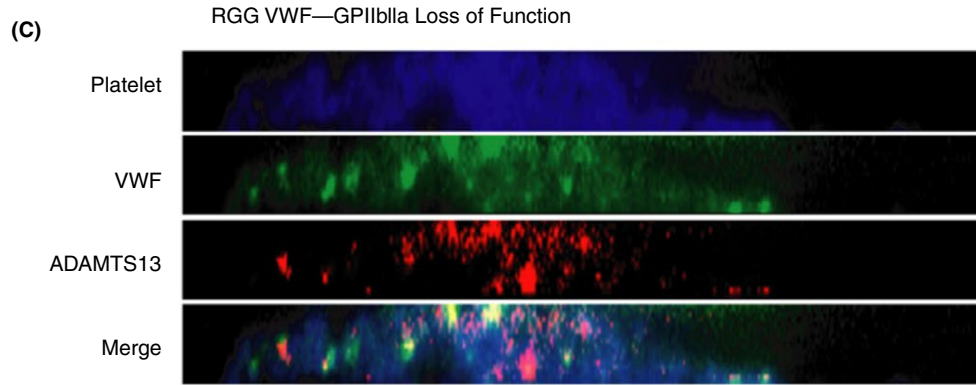 RGG VWF—GPIIbIIa Loss of Function
(C)
Platelet
VWF
ADAMTS13
Merge